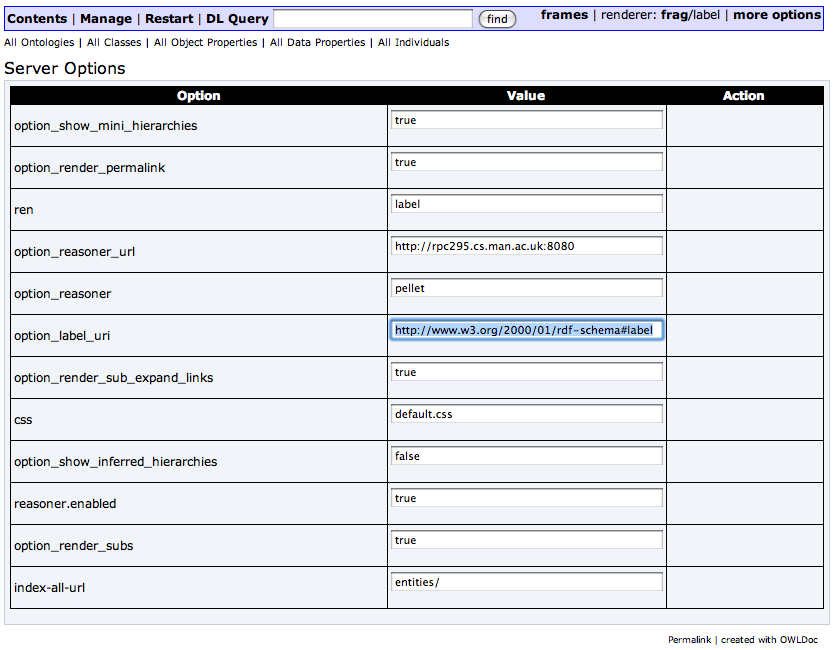 Contents | Manage | Restart | DL Query find frames | renderer: frag/label | more options
All Ontologies | All Classes | All Object Properties | All Data Properties | All Individuals
Server Options
Option Value Action
option_show_mini_hierarchies true
option_render_permalink true
ren label
option_reasoner_url http://rpc295.cs.man.ac.uk:8080
option_reasoner pellet
option_label_uri http://www.w3.org/2000/01/rdf-schema#label
option_render_sub_expand_links true
css default.css
option_show_inferred_hierarchies false
reasoner.enabled true
option_render_subs true
index-all-url entities/
Permalink | created with OWLDoc